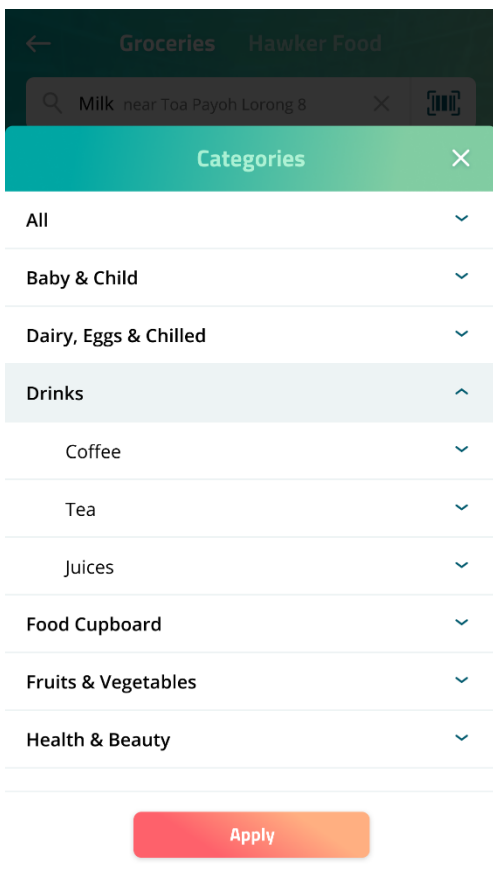 Groceries Hawker Food
Milk near Toa Payoh Lorong 8
Categories
All
Baby & Child
Dairy, Eggs & Chilled
Drinks
Coffee
Tea
Juices
Food Cupboard
Fruits & Vegetables
Health & Beauty
Apply